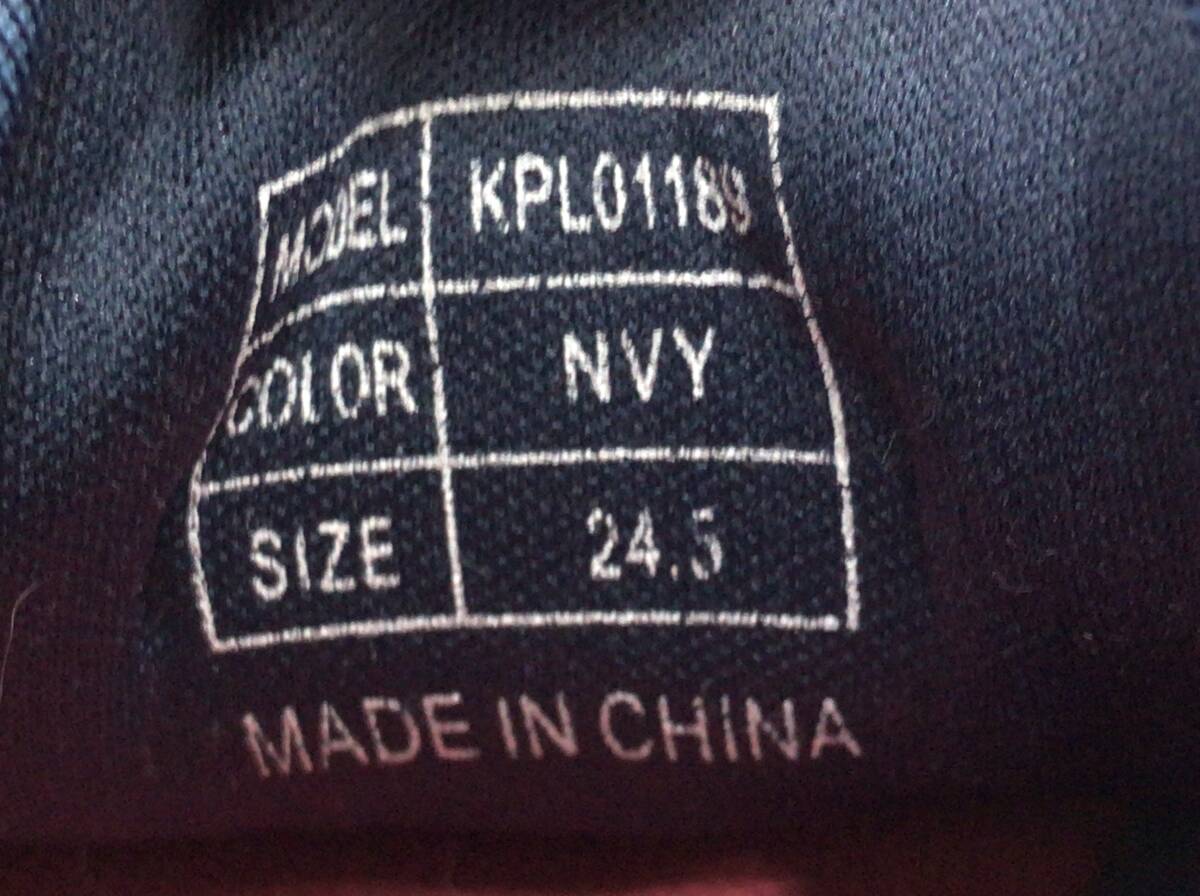 MODEL KPL01189
COLOR NVY
SIZE 24.5
MADE IN CHINA